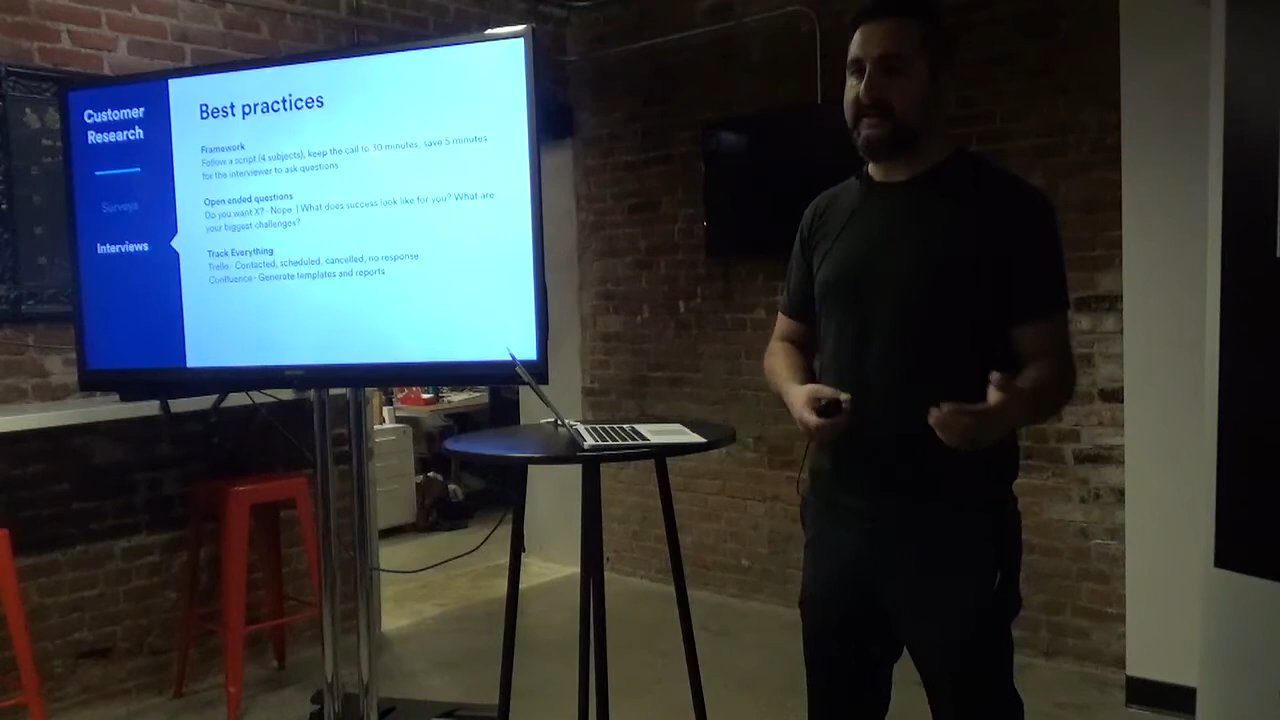 Customer
Research
Surveys
Interviews
Best practices
Framework
Follow a script (4 subjects), keep the call to 30 minutes, save 5 minutes
for the interviewer to ask questions
Open ended questions
Do you want X? - Nope | What does success look like for you? What are
your biggest challenges?
Track Everything
Trello - Contacted, scheduled, cancelled, no response
Confluence - Generate templates and reports